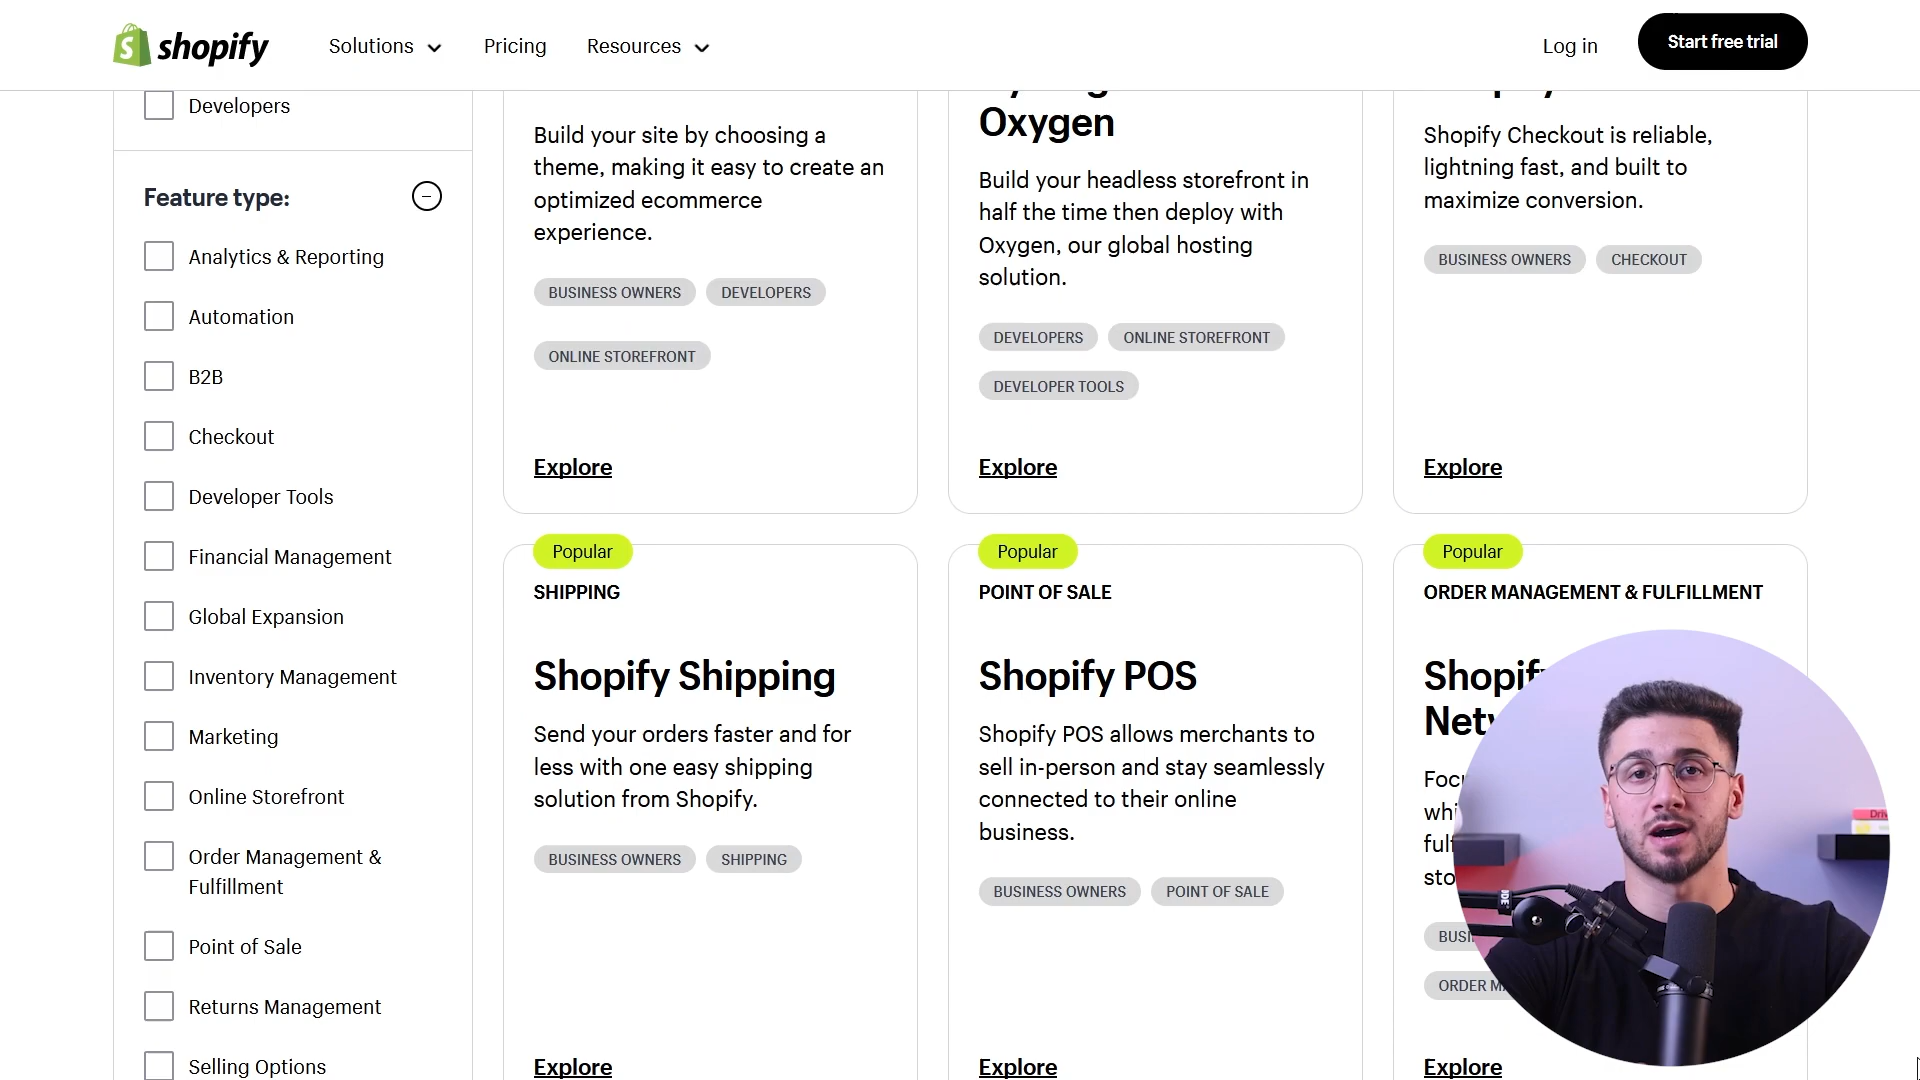 shopify
Solutions
Pricing
Resources
Log in
Start free trial
Developers
Feature type:
Analytics & Reporting
Automation
B2B
Checkout
Developer Tools
Financial Management
Global Expansion
Inventory Management
Marketing
Online Storefront
Order Management &
Fulfillment
Point of Sale
Returns Management
Selling Options
Build your site by choosing a
theme, making it easy to create an
optimized ecommerce
experience.
BUSINESS OWNERS
DEVELOPERS
ONLINE STOREFRONT
Explore
Oxygen
Build your headless storefront in
half the time then deploy with
Oxygen, our global hosting
solution.
DEVELOPERS
ONLINE STOREFRONT
DEVELOPER TOOLS
Explore
Shopify Checkout is reliable,
lightning fast, and built to
maximize conversion.
BUSINESS OWNERS
CHECKOUT
Explore
Popular
SHIPPING
Shopify Shipping
Send your orders faster and for
less with one easy shipping
solution from Shopify.
BUSINESS OWNERS
SHIPPING
Explore
Popular
POINT OF SALE
Shopify POS
Shopify POS allows merchants to
sell in-person and stay seamlessly
connected to their online
business.
BUSINESS OWNERS
POINT OF SALE
Explore
Popular
ORDER MANAGEMENT & FULFILLMENT
ORDER
Explore